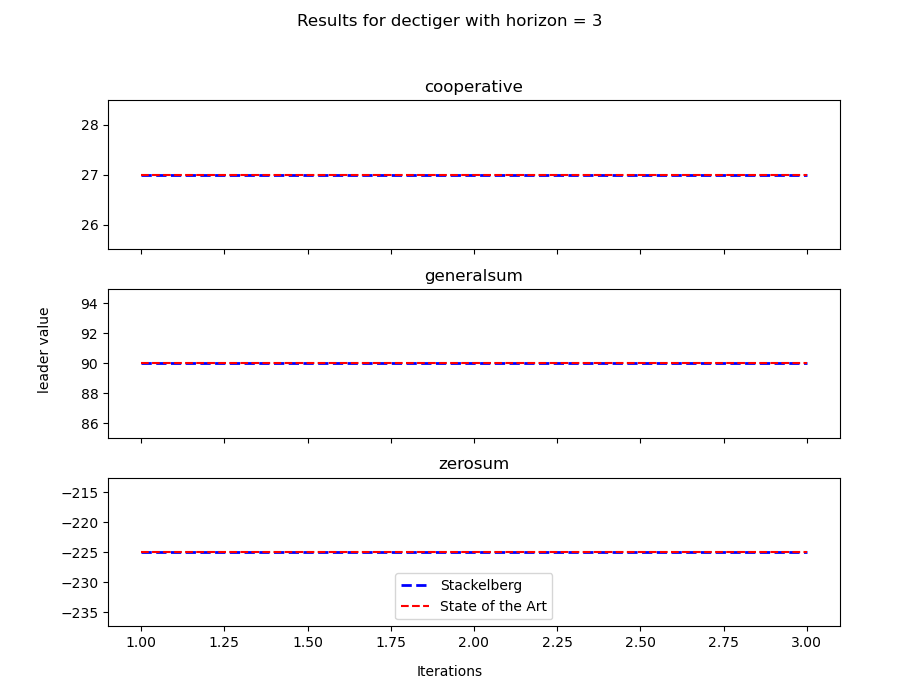 Results for dectiger with horizon = 3
cooperative
28
27
26
generalsum
94
92
90
88
86
leader value
zerosum
−215
−220
−225
−230
−235
Stackelberg
State of the Art
1.00 1.25 1.50 1.75 2.00 2.25 2.50 2.75 3.00
Iterations